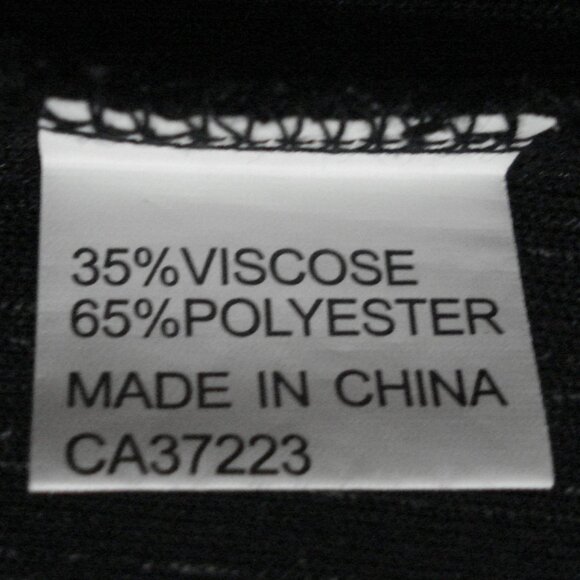 35%VISCOSE
65%POLYESTER
MADE IN CHINA
CA37223